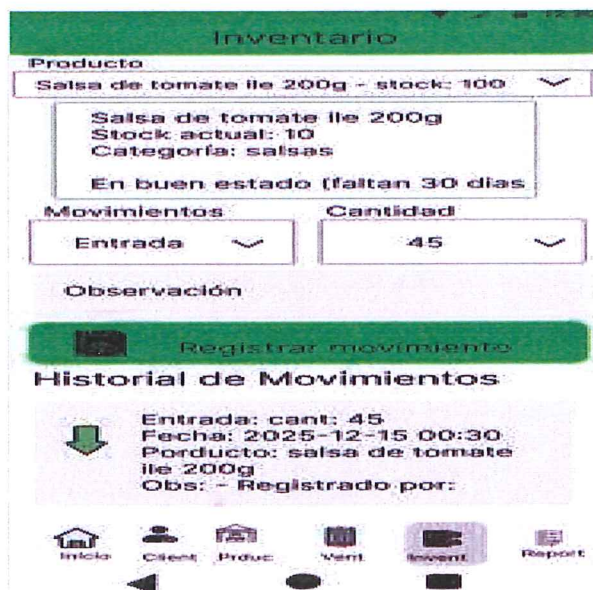 Inventario
Producto
Salsa de tomate ile 200g - stock: 100
Salsa de tomate ile 200g
Stock actual: 10
Categoría: salsas
En buen estado (faltan 30 días
Movimientos Cantidad
Entrada 45
Observación
Registrar movimiento
Historial de Movimientos
Entrada: cant: 45
Fecha: 2025-12-15 00:30
Porducto: salsa de tomate
ile 200g
Obs: - Registrado por:
Inicio Client Prduc Vent Invent Report